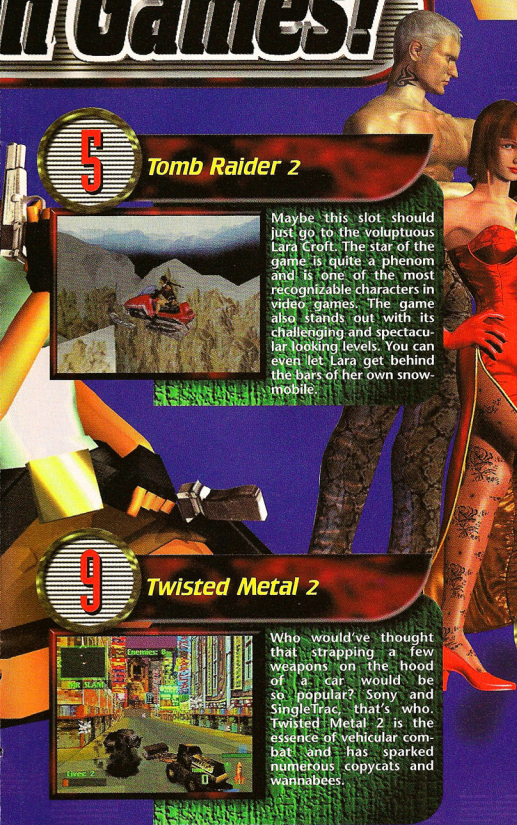 n Games!
5
Tomb Raider 2
Maybe this slot should
just go to the voluptuous
Lara Croft. The star of the
game is quite a phenom
and is one of the most
recognizable characters in
video games. The game
also stands out with its
challenging and spectacu-
lar looking levels. You can
even let Lara get behind
the bars of her own snow-
mobile.
9
Twisted Metal 2
Enemies: 8
MR SLAM
Lives: 2
Who would've thought
that strapping a few
weapons on the hood
of a car would be
so popular? Sony and
SingleTrac, that's who.
Twisted Metal 2 is the
essence of vehicular com-
bat and has sparked
numerous copycats and
wannabees.